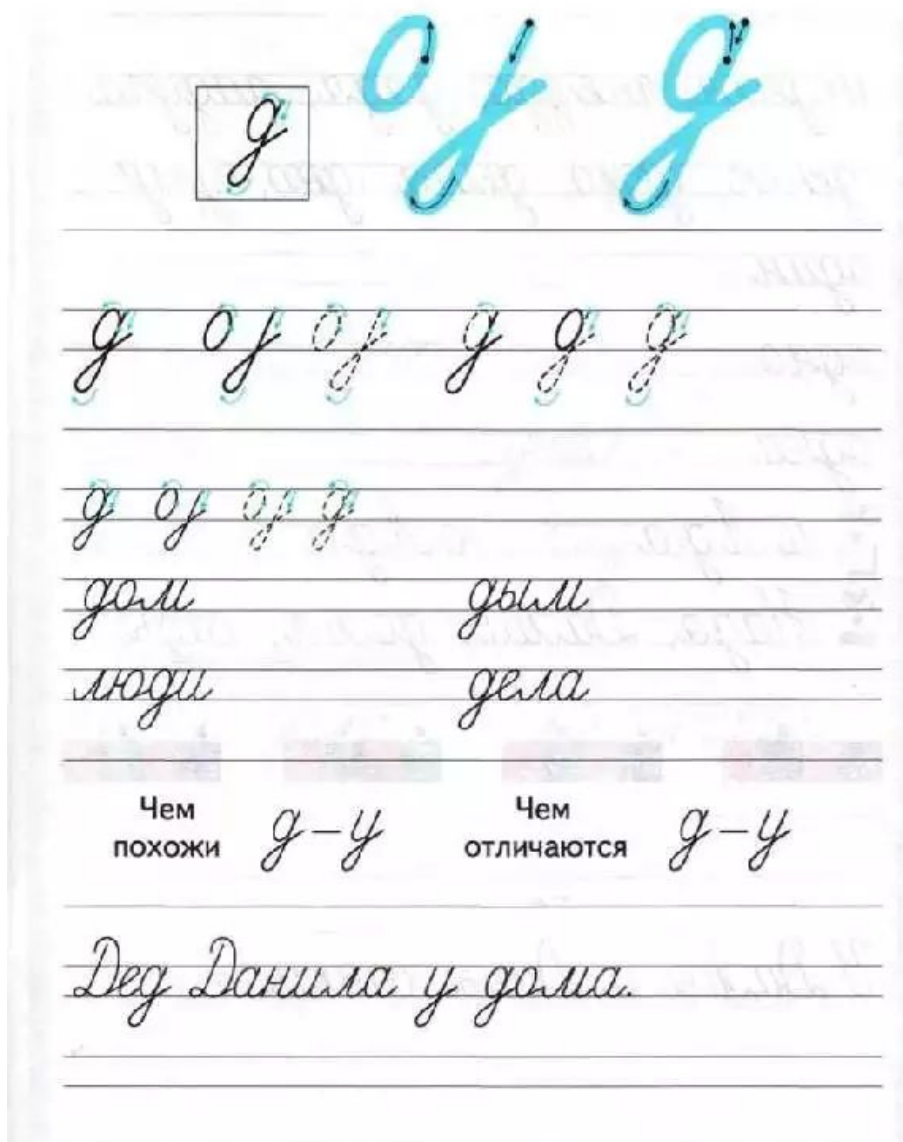 д
д д д д
д
дом дым
люди дела
Чем похожи д – у Чем отличаются д – у
Дед Данила у дома.